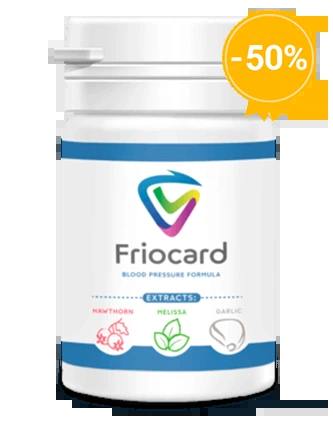 -50%
Friocard
BLOOD PRESSURE FORMULA
EXTRACTS:
HAWTHORN MELISSA GARLIC